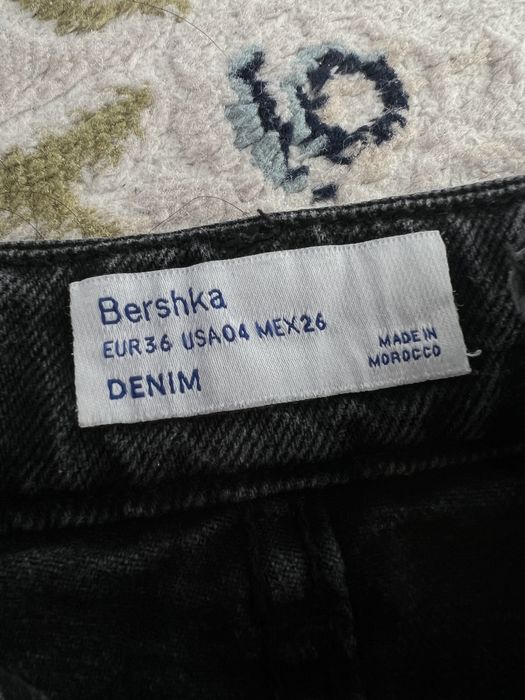 Bershka
EUR36 USA04 MEX26
DENIM
MADE IN
MOROCCO